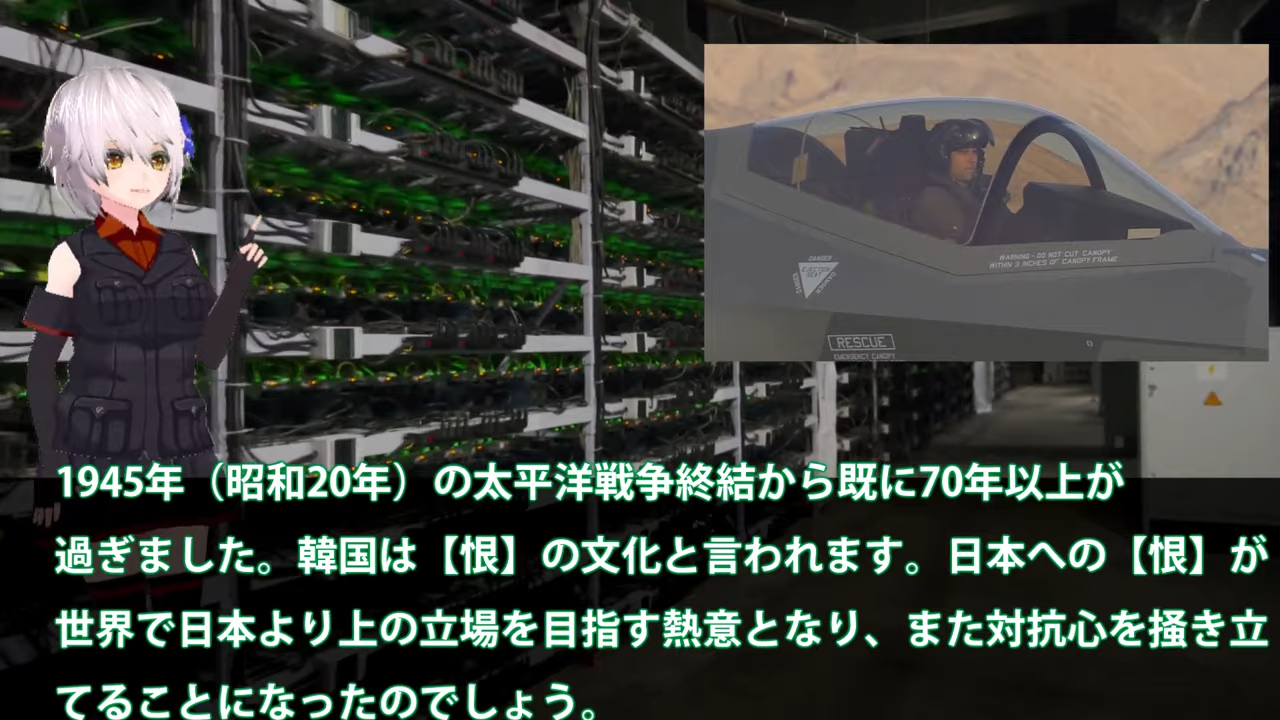 WARNING - DO NOT CUT CANOPY
WITHIN 3 INCHES OF CANOPY FRAME
DANGER
RESCUE
EMERGENCY CANOPY
1945年（昭和20年）の太平洋戦争終結から既に70年以上が
過ぎました。韓国は【恨】の文化と言われます。日本への【恨】が
世界で日本より上の立場を目指す熱意となり、また対抗心を掻き立
てることになったのでしょう。